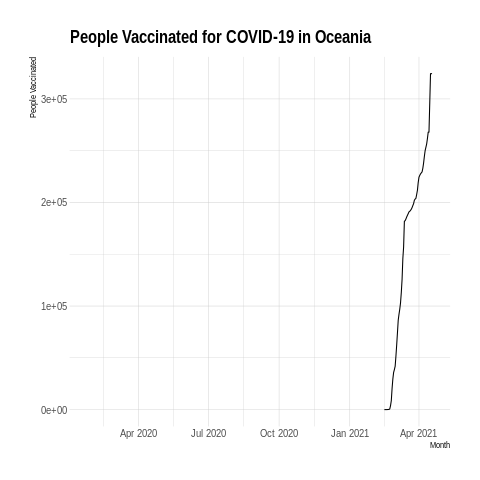 People Vaccinated for COVID-19 in Oceania
People Vaccinated
3e+05
2e+05
1e+05
0e+00
Apr 2020 Jul 2020 Oct 2020 Jan 2021 Apr 2021
Month